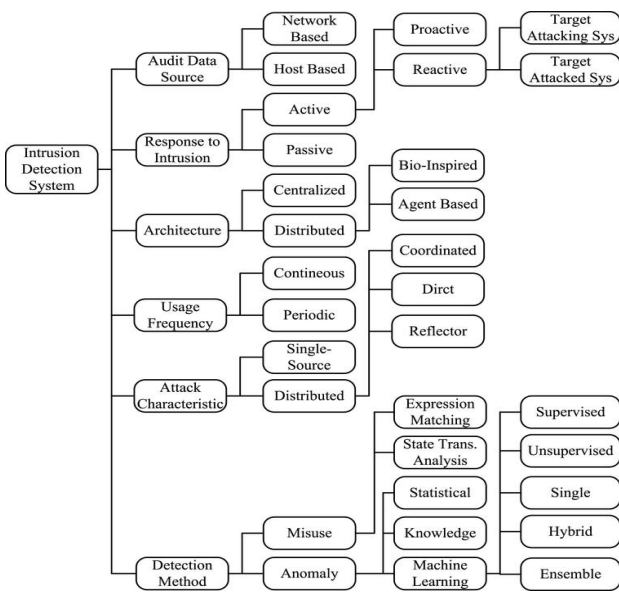 Intrusion
Detection
System
Audit Data
Source
Network
Based
Host Based
Response to
Intrusion
Active
Proactive
Reactive
Target
Attacking Sys
Target
Attacked Sys
Passive
Architecture
Centralized
Distributed
Bio-Inspired
Agent Based
Usage
Frequency
Contineous
Periodic
Attack
Characteristic
Single-
Source
Distributed
Coordinated
Dirct
Reflector
Detection
Method
Misuse
Expression
Matching
State Trans.
Analysis
Anomaly
Statistical
Knowledge
Machine
Learning
Supervised
Unsupervised
Single
Hybrid
Ensemble